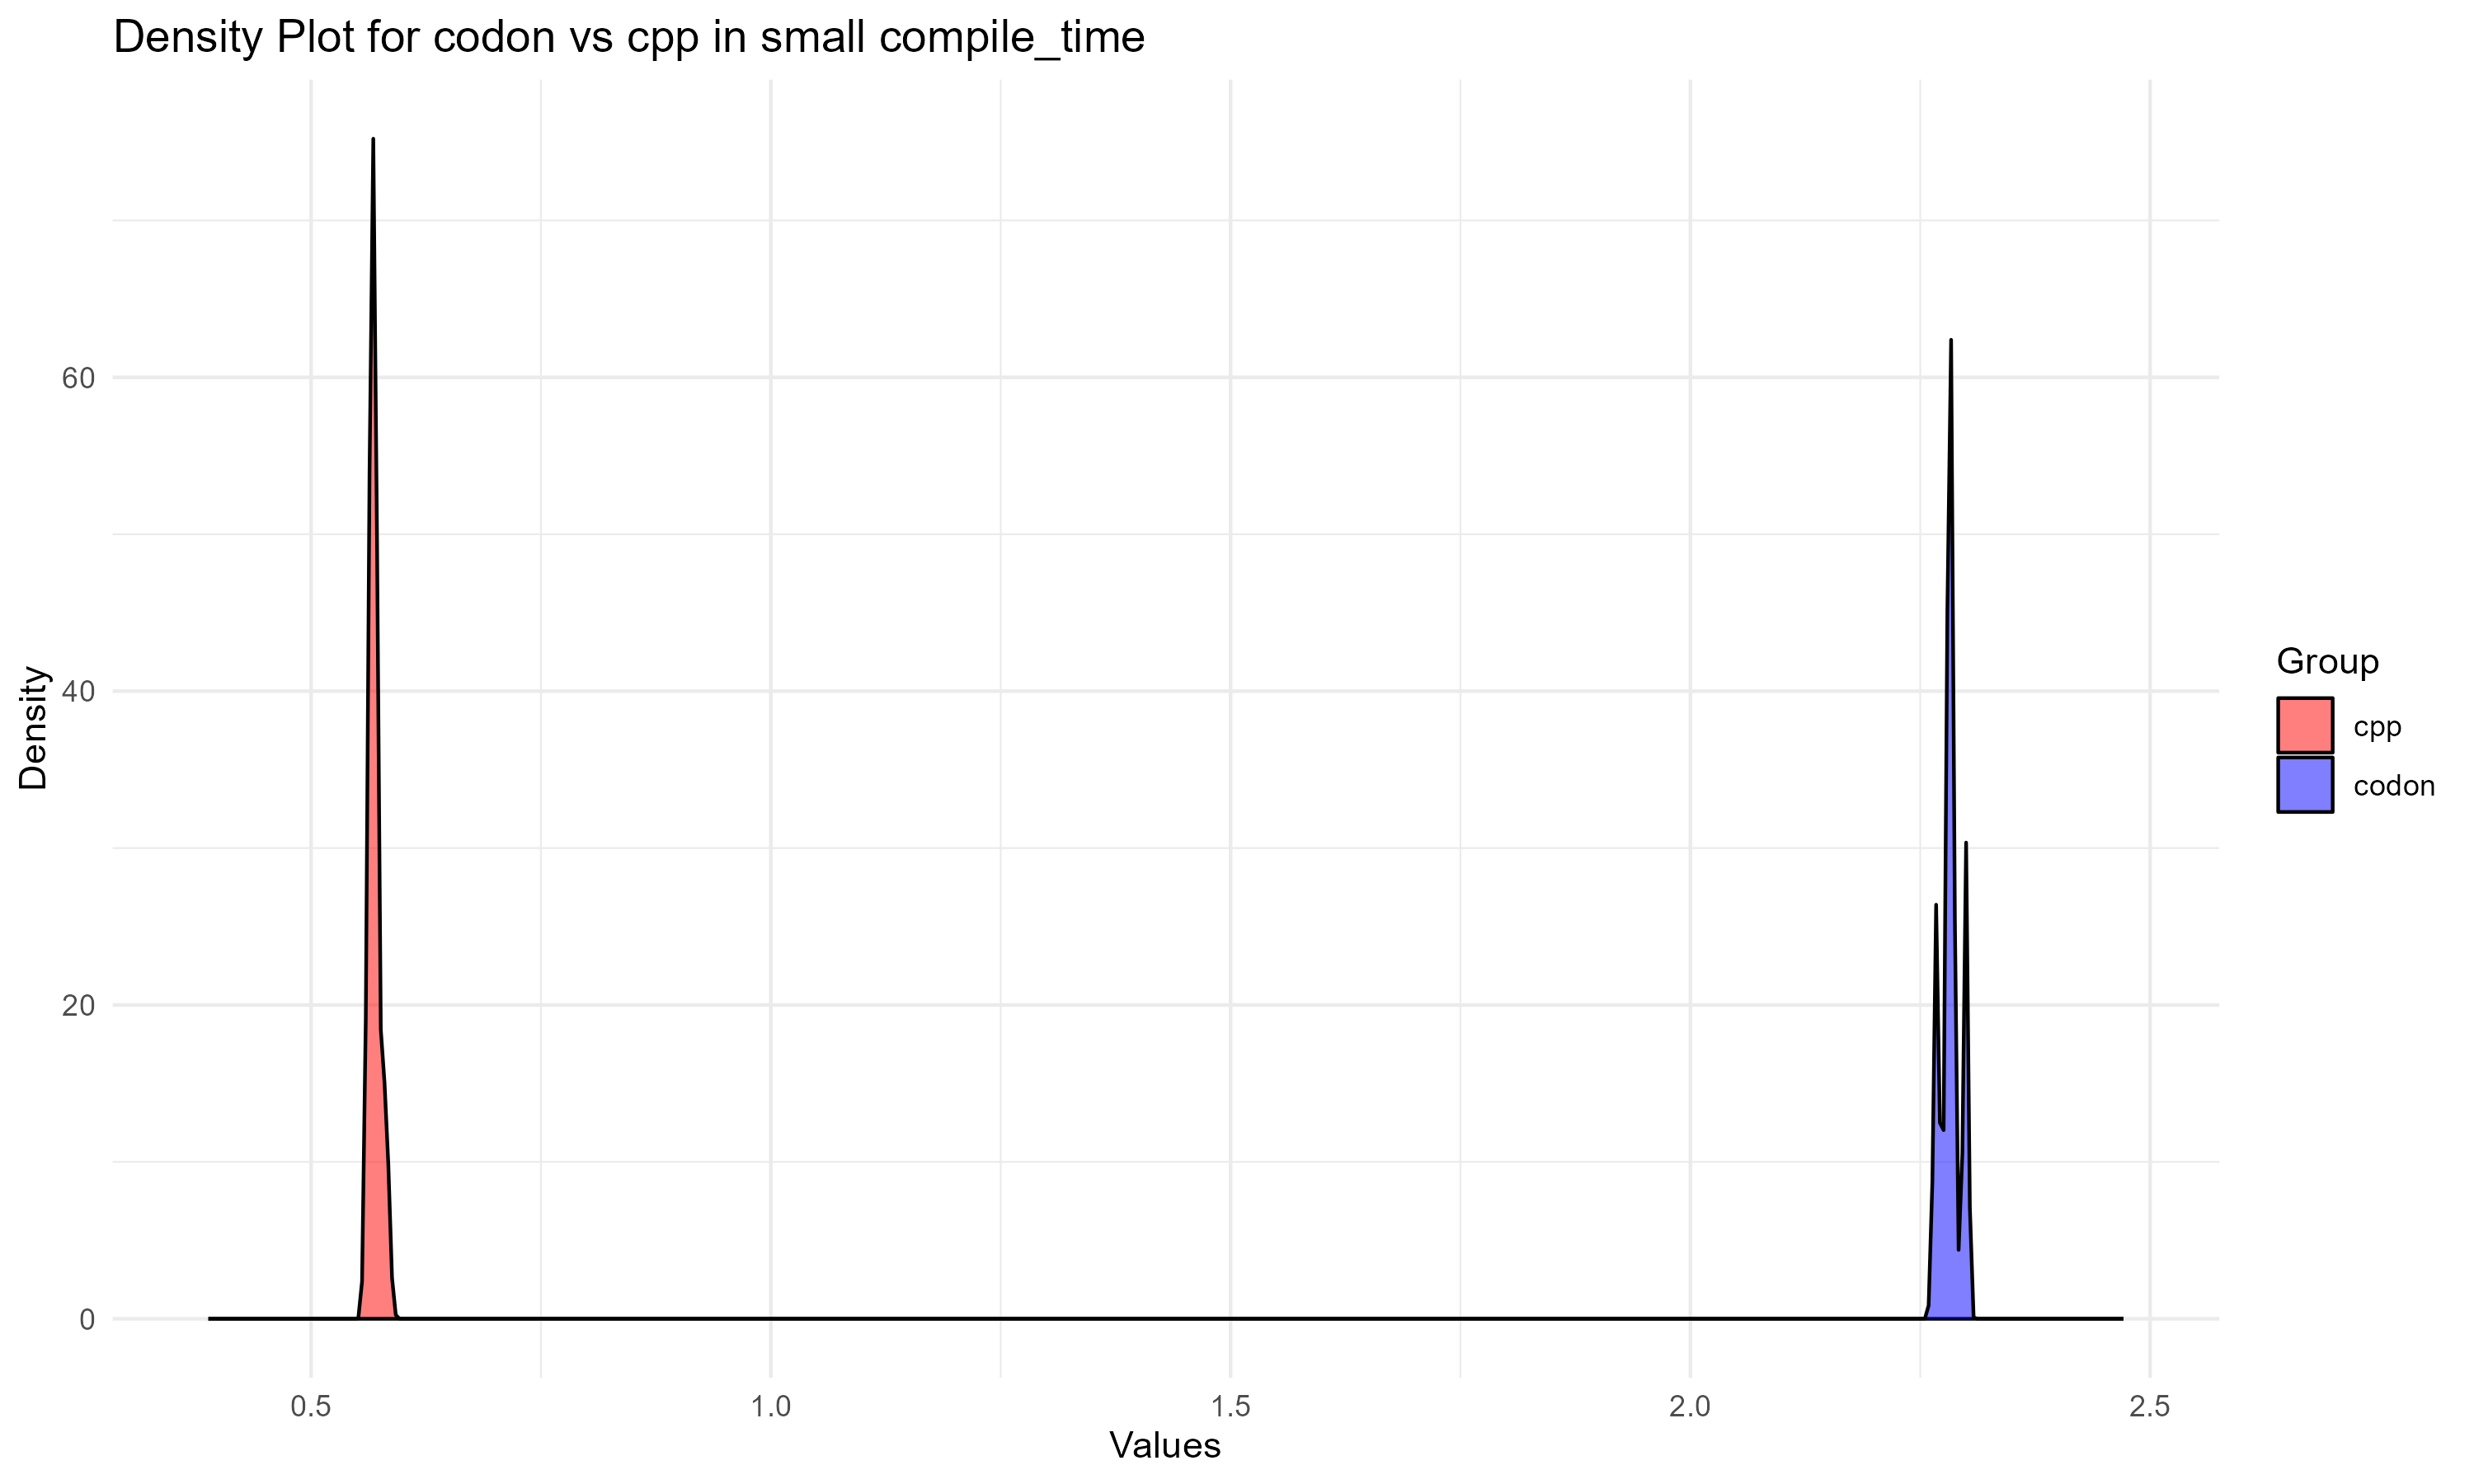 Density Plot for codon vs cpp in small compile_time
Density
60
40
20
0
0.5 1.0 1.5 2.0 2.5
Values
Group
cpp
codon